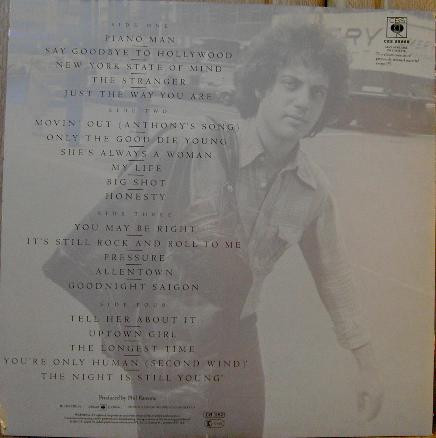 SIDE ONE
PIANO MAN
SAY GOODBYE TO HOLLYWOOD
NEW YORK STATE OF MIND
THE STRANGER
JUST THE WAY YOU ARE
SIDE TWO
MOVIN' OUT (ANTHONY'S SONG)
ONLY THE GOOD DIE YOUNG
SHE'S ALWAYS A WOMAN
MY LIFE
BIG SHOT
HONESTY
SIDE THREE
YOU MAY BE RIGHT
IT'S STILL ROCK AND ROLL TO ME
PRESSURE
ALLENTOWN
GOODNIGHT SAIGON
SIDE FOUR
TELL HER ABOUT IT
UPTOWN GIRL
THE LONGEST TIME
YOU'RE ONLY HUMAN (SECOND WIND)*
THE NIGHT IS STILL YOUNG*
Produced by Phil Ramone
CBS